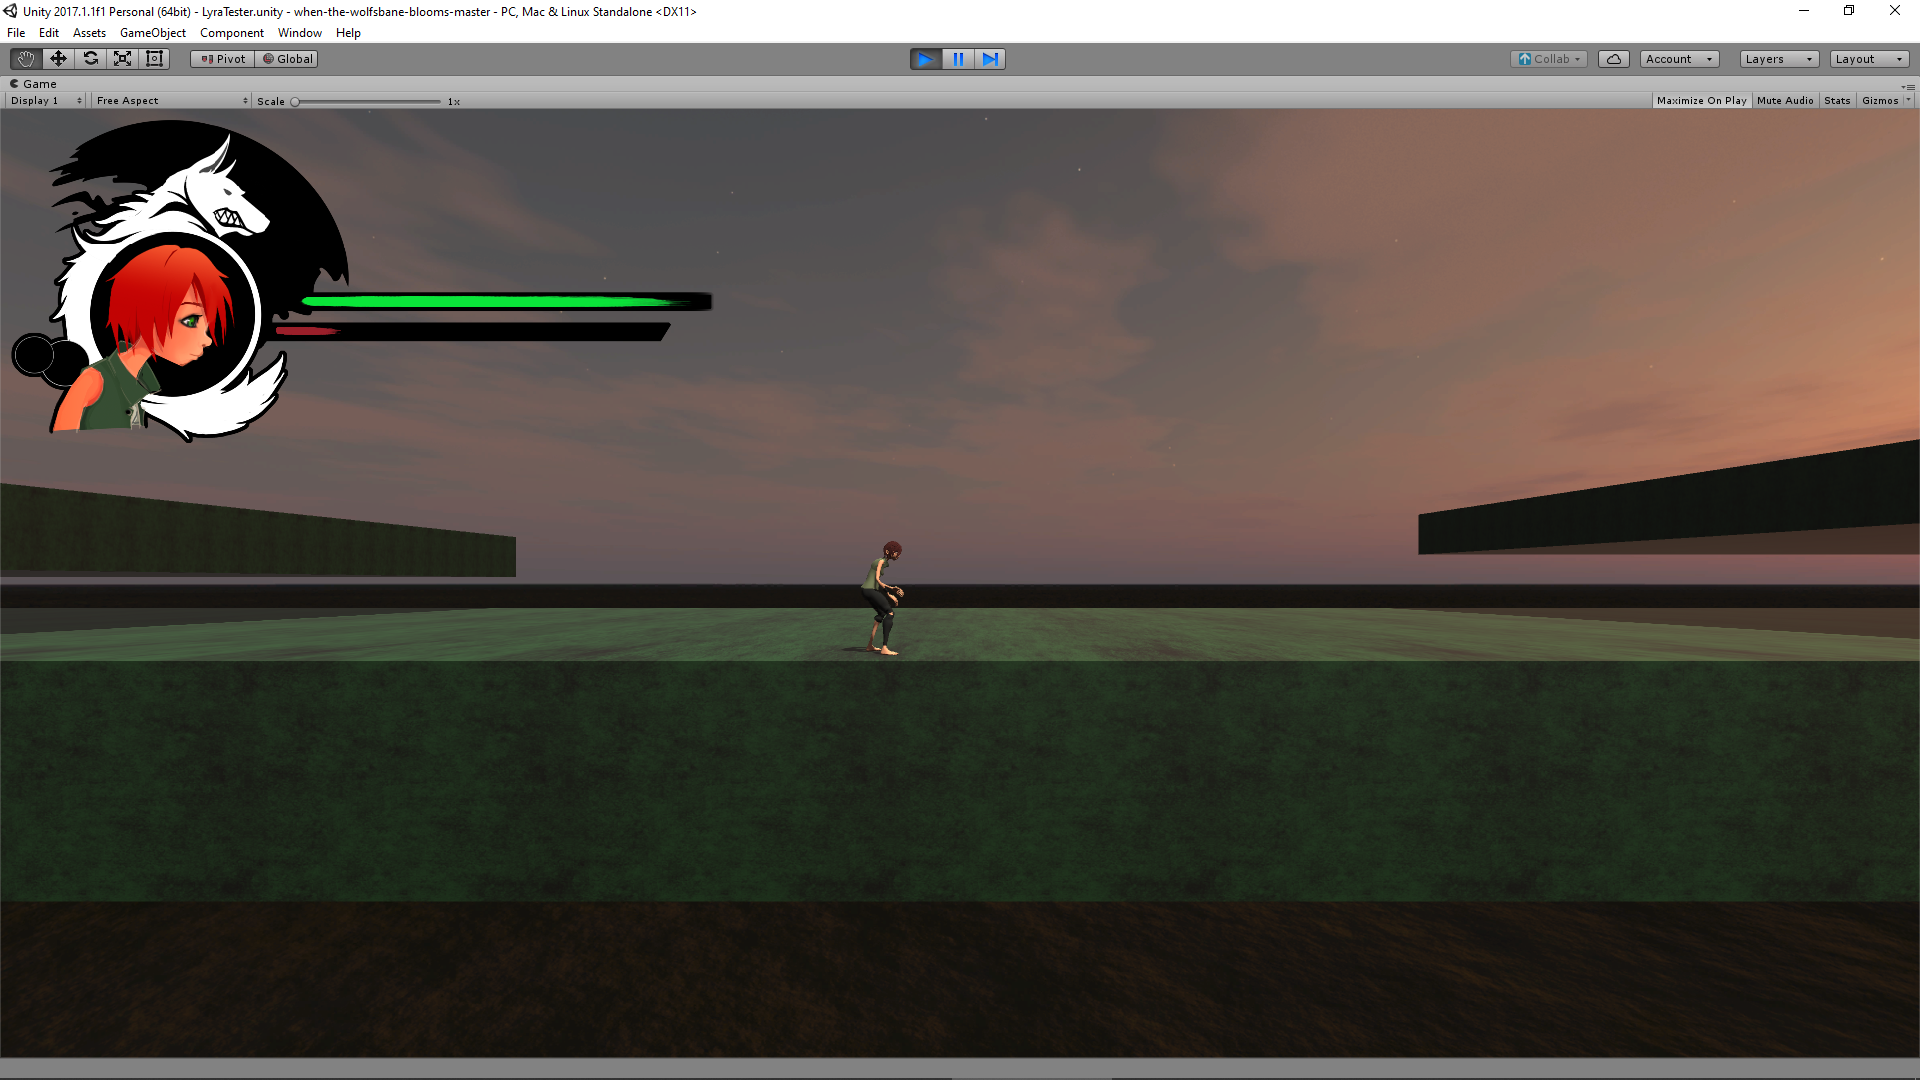 Unity 2017.1.1f1 Personal (64bit) - LyraTester.unity - when-the-wolfsbane-blooms-master - PC, Mac & Linux Standalone <DX11>
File Edit Assets GameObject Component Window Help
Pivot Global Collab Account Layers Layout
Game
Display 1 Free Aspect Scale 1x Maximize On Play Mute Audio Stats Gizmos